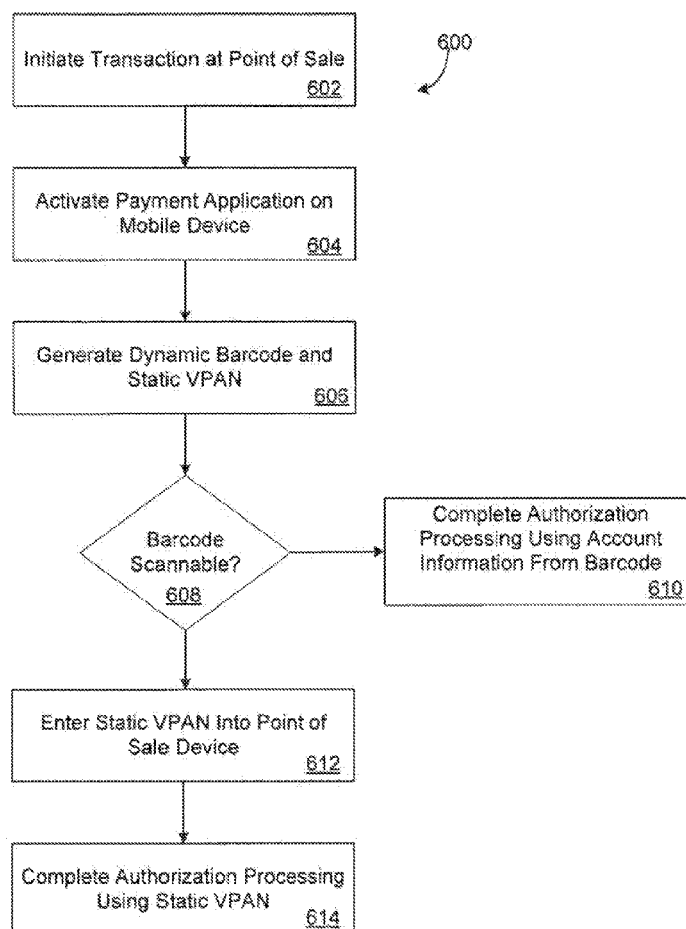 600
Initiate Transaction at Point of Sale
602
Activate Payment Application on
Mobile Device
604
Generate Dynamic Barcode and
Static VPAN
606
Barcode
Scannable?
608
Complete Authorization
Processing Using Account
Information From Barcode
610
Enter Static VPAN Into Point of
Sale Device
612
Complete Authorization Processing
Using Static VPAN
614